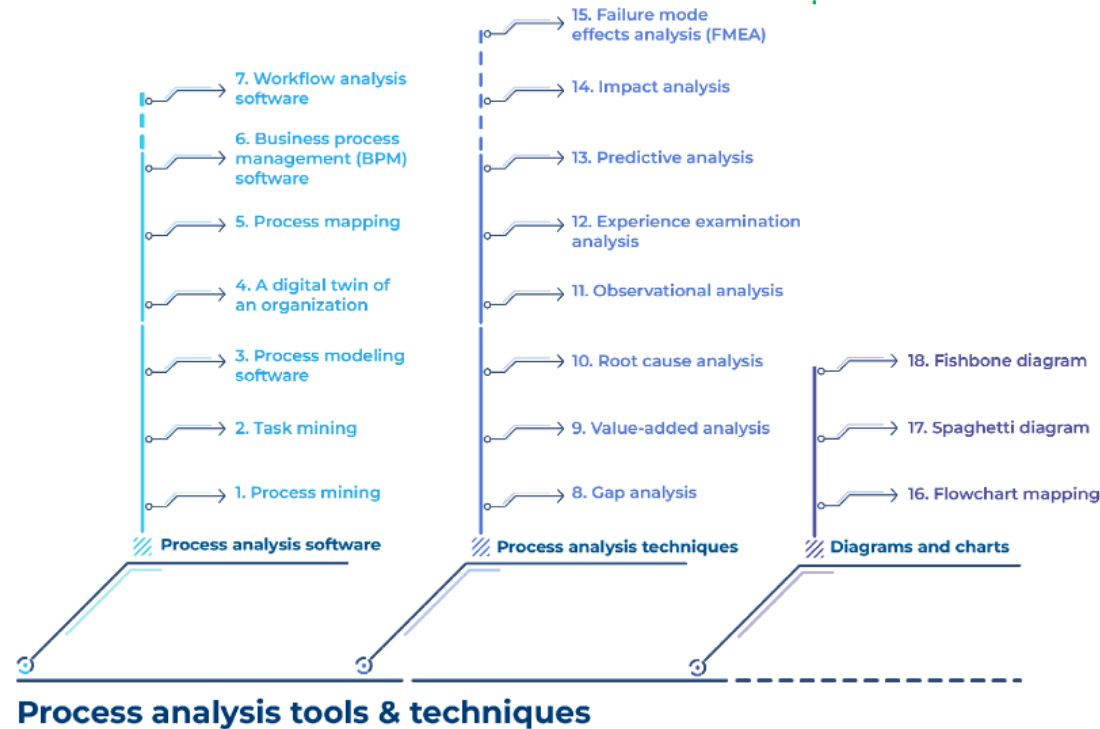 7. Workflow analysis
software
6. Business process
management (BPM)
software
5. Process mapping
4. A digital twin of
an organization
3. Process modeling
software
2. Task mining
1. Process mining
Process analysis software
15. Failure mode
effects analysis (FMEA)
14. Impact analysis
13. Predictive analysis
12. Experience examination
analysis
11. Observational analysis
10. Root cause analysis
9. Value-added analysis
8. Gap analysis
Process analysis techniques
18. Fishbone diagram
17. Spaghetti diagram
16. Flowchart mapping
Diagrams and charts
Process analysis tools & techniques